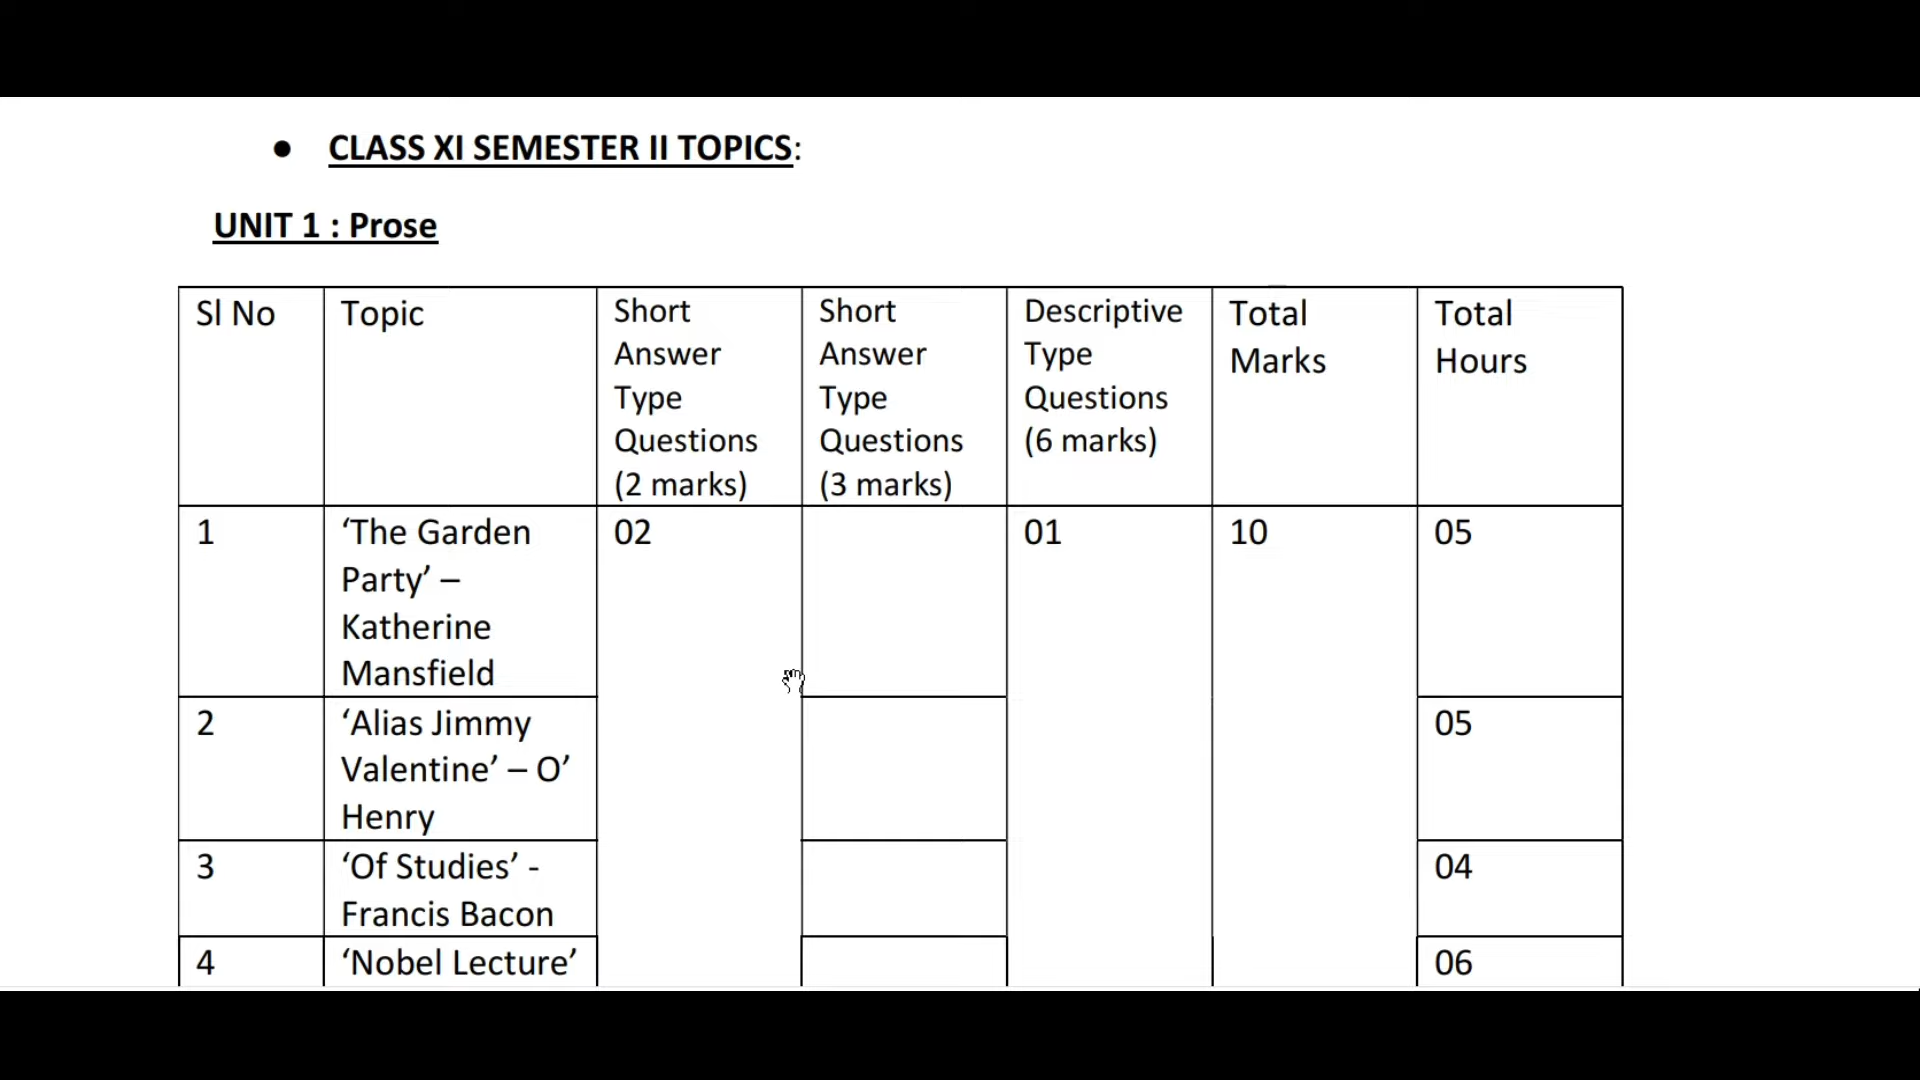 ● CLASS XI SEMESTER II TOPICS:
UNIT 1 : Prose
Sl No
Topic
Short
Answer
Type
Questions
(2 marks)
Short
Answer
Type
Questions
(3 marks)
Descriptive
Type
Questions
(6 marks)
Total
Marks
Total
Hours
1
‘The Garden
Party’ –
Katherine
Mansfield
02
01
10
05
2
‘Alias Jimmy
Valentine’ – O’
Henry
05
3
‘Of Studies’ -
Francis Bacon
04
4
‘Nobel Lecture’
06